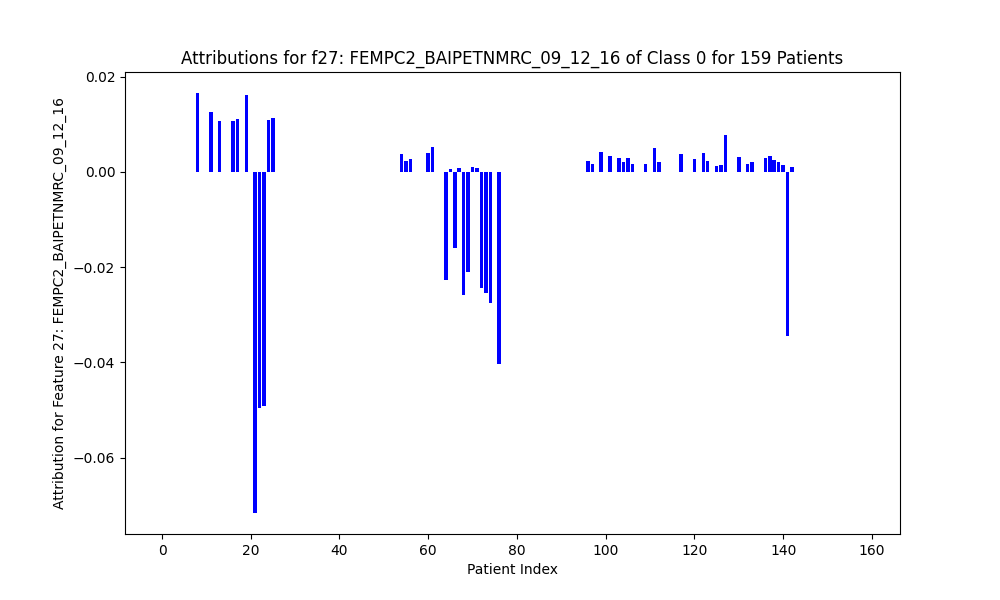 Attributions for f27: FEMPC2_BAIPETNMRC_09_12_16 of Class 0 for 159 Patients
Attribution for Feature 27: FEMPC2_BAIPETNMRC_09_12_16
0.02
0.00
−0.02
−0.04
−0.06
0 20 40 60 80 100 120 140 160
Patient Index